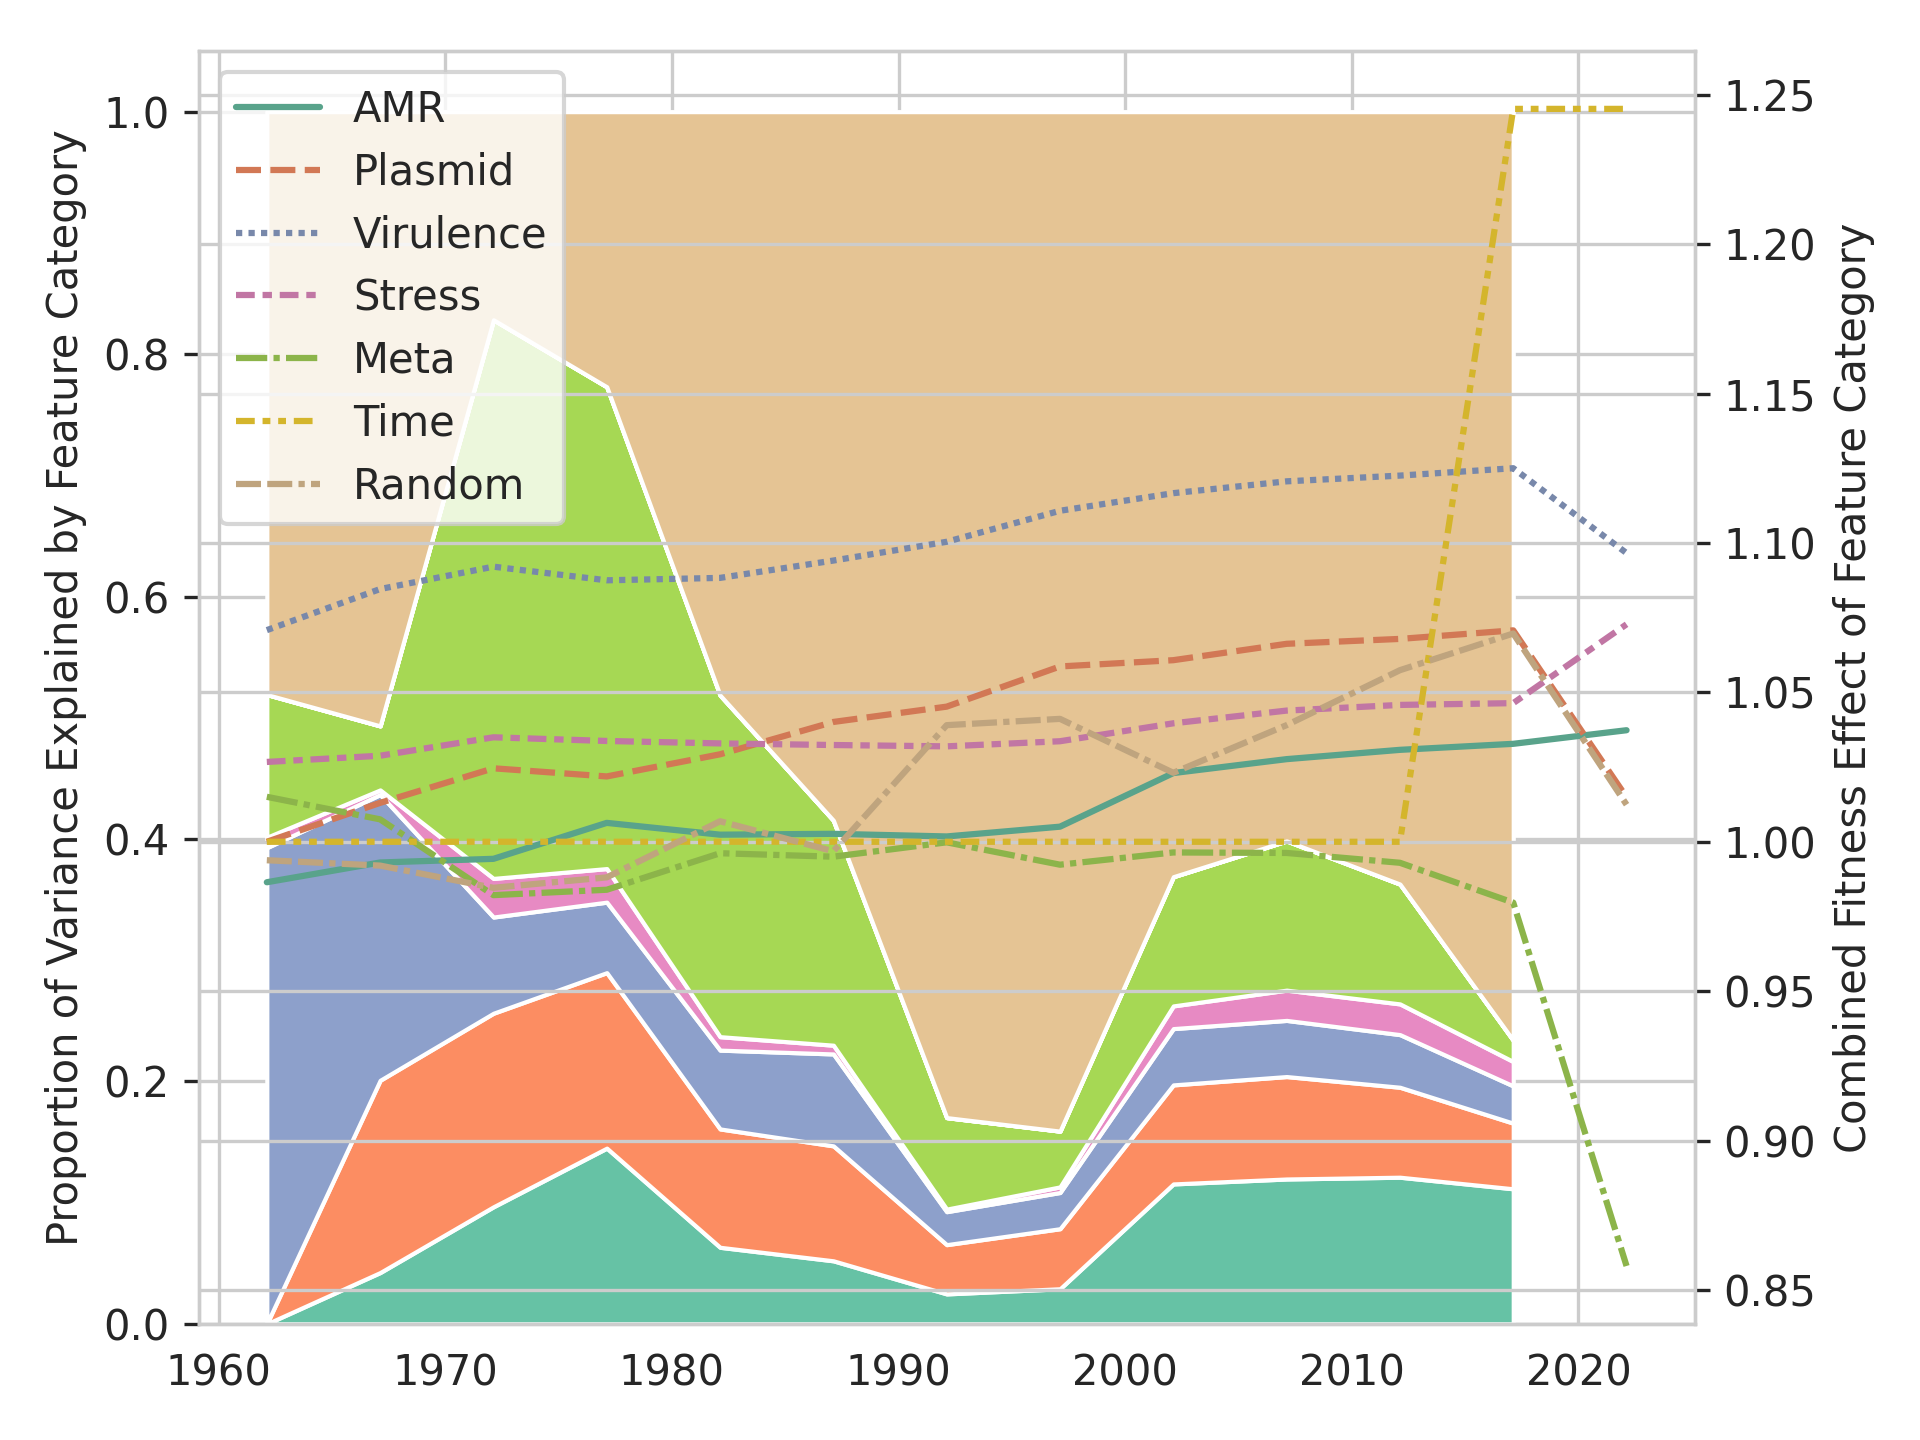 Proportion of Variance Explained by Feature Category
1.0
0.8
0.6
0.4
0.2
0.0
AMR
Plasmid
Virulence
Stress
Meta
Time
Random
1.25
1.20
1.15
1.10
1.05
1.00
0.95
0.90
0.85
Combined Fitness Effect of Feature Category
1960 1970 1980 1990 2000 2010 2020